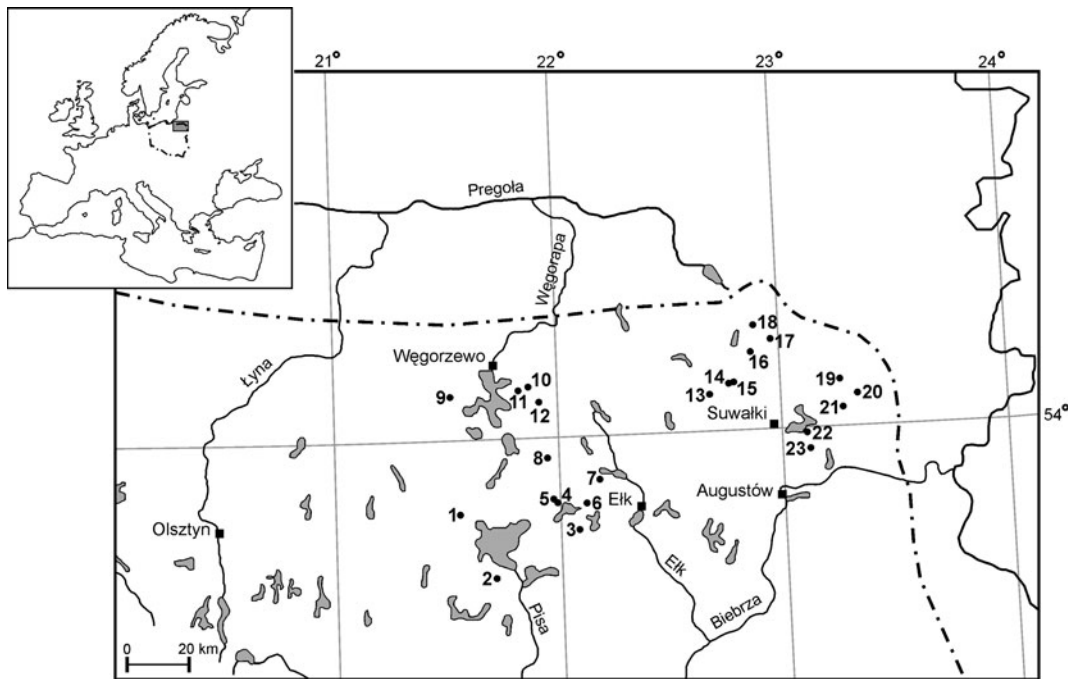 21°
22°
23°
24°
Pregoła
Węgorapa
18
17
Węgorzewo
16
Łyna
10
14
15
19
20
9
11
13
12
21
Suwałki
54°
22
23
8
7
Augustów
5
4
6
Ełk
1
3
Olsztyn
2
Ełk
Pisa
Biebrza
0
20 km